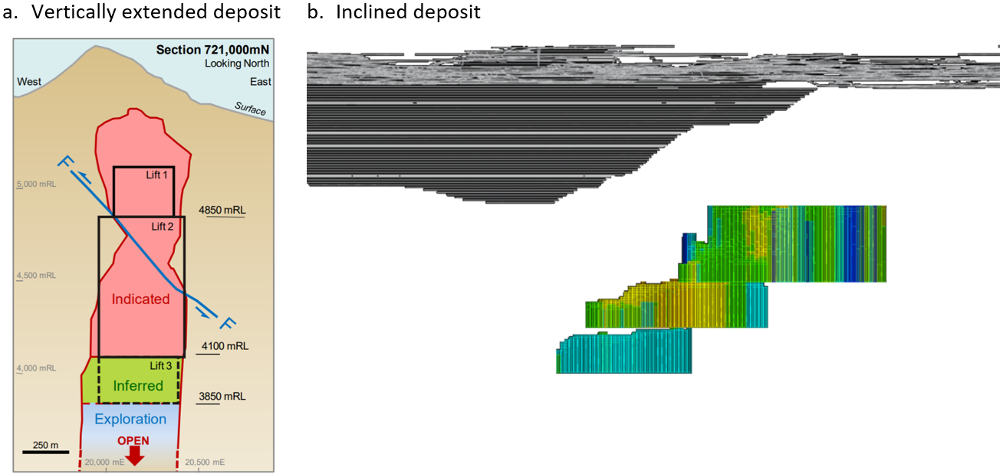 a. Vertically extended deposit
b. Inclined deposit
Section 721,000mN
Looking North
West
East
Surface
F
Lift 1
5,000 mRL
4850 mRL
Lift 2
4,500 mRL
Indicated
F
4100 mRL
Lift 3
4,000 mRL
Inferred
3850 mRL
Exploration
OPEN
250 m
20,000 mE
20,500 mE